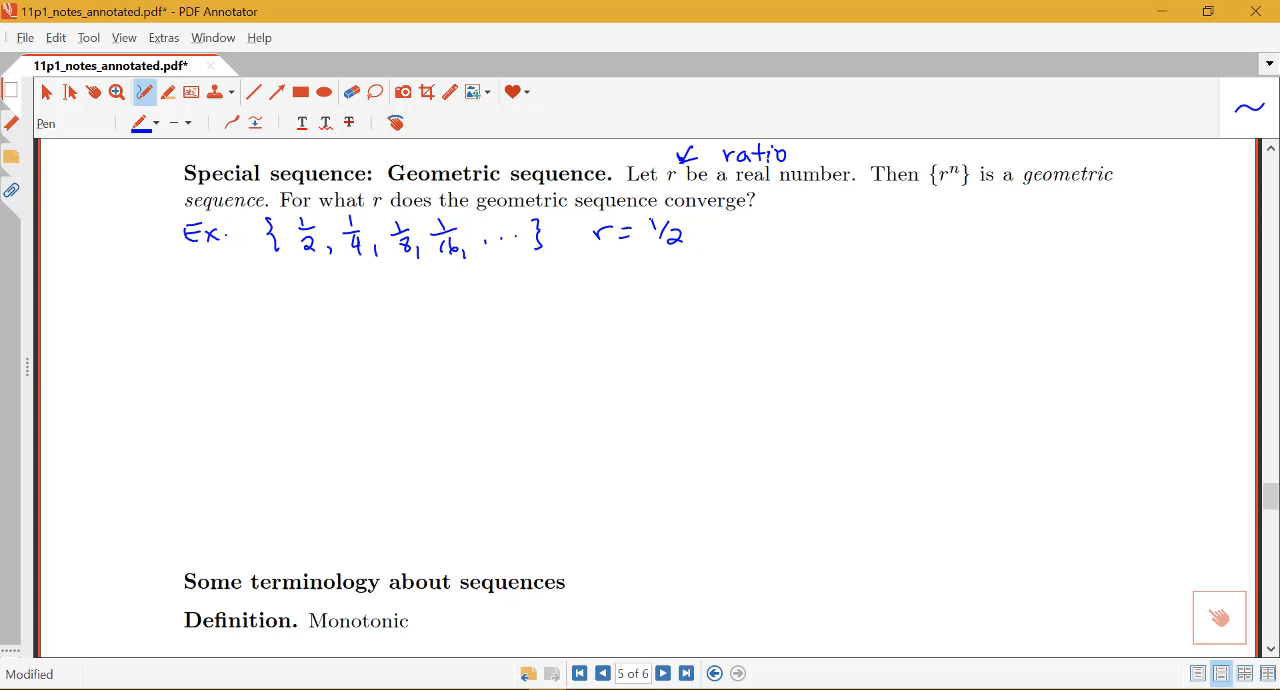 11p1_notes_annotated.pdf* - PDF Annotator
File Edit Tool View Extras Window Help
11p1_notes_annotated.pdf*
Pen
T T T
ratio
Special sequence: Geometric sequence. Let r be a real number. Then {rⁿ} is a geometric
sequence. For what r does the geometric sequence converge?
Ex. { 1/2, 1/4, 1/8, 1/16, ... } r = 1/2
Some terminology about sequences
Definition. Monotonic
Modified
5 of 6